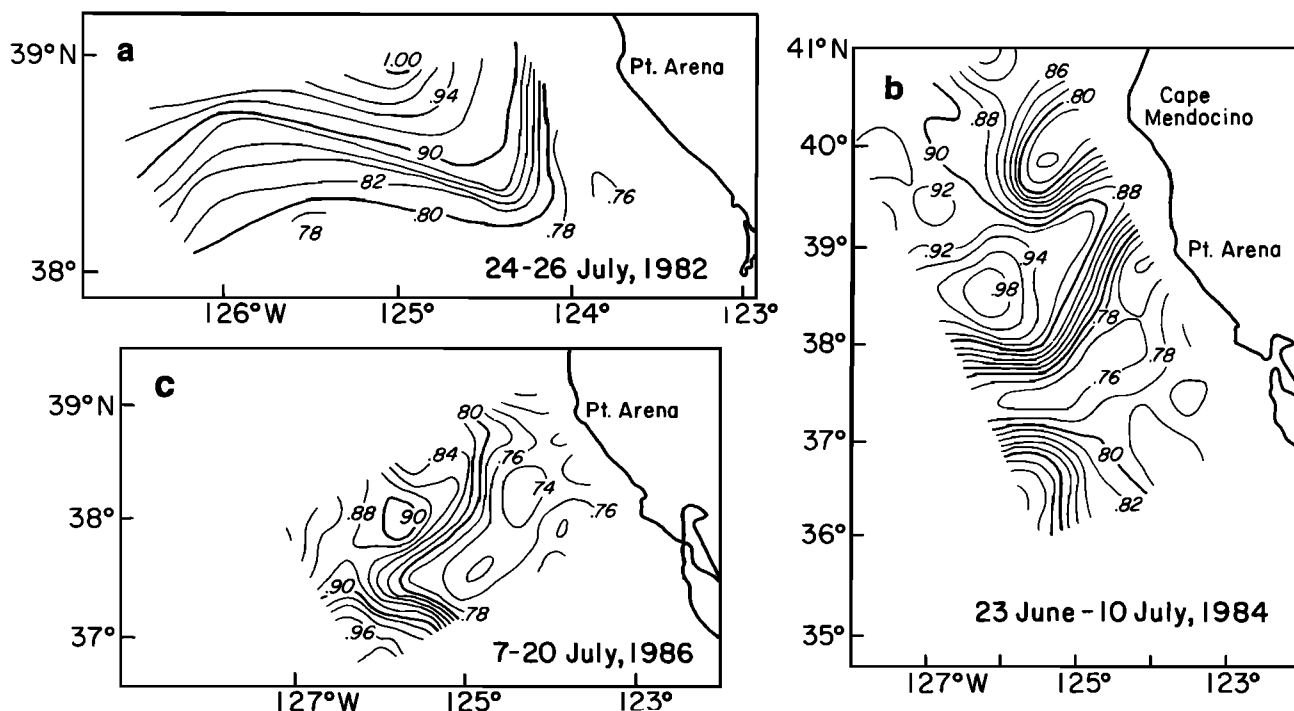 a
39°N
38°
1.00
.94
.90
.82
.80
.78
.78
.76
Pt. Arena
24-26 July, 1982
126°W
125°
124°
123°
b
41°N
40°
39°
38°
37°
36°
35°
.86
.80
.88
.90
.92
.88
.92
.94
.98
.78
.78
.76
.80
.82
Cape
Mendocino
Pt. Arena
23 June-10 July, 1984
127°W
125°
123°
c
39°N
38°
37°
.80
.84
.76
.74
.88
.90
.76
.90
.78
.96
Pt. Arena
7-20 July, 1986
127°W
125°
123°